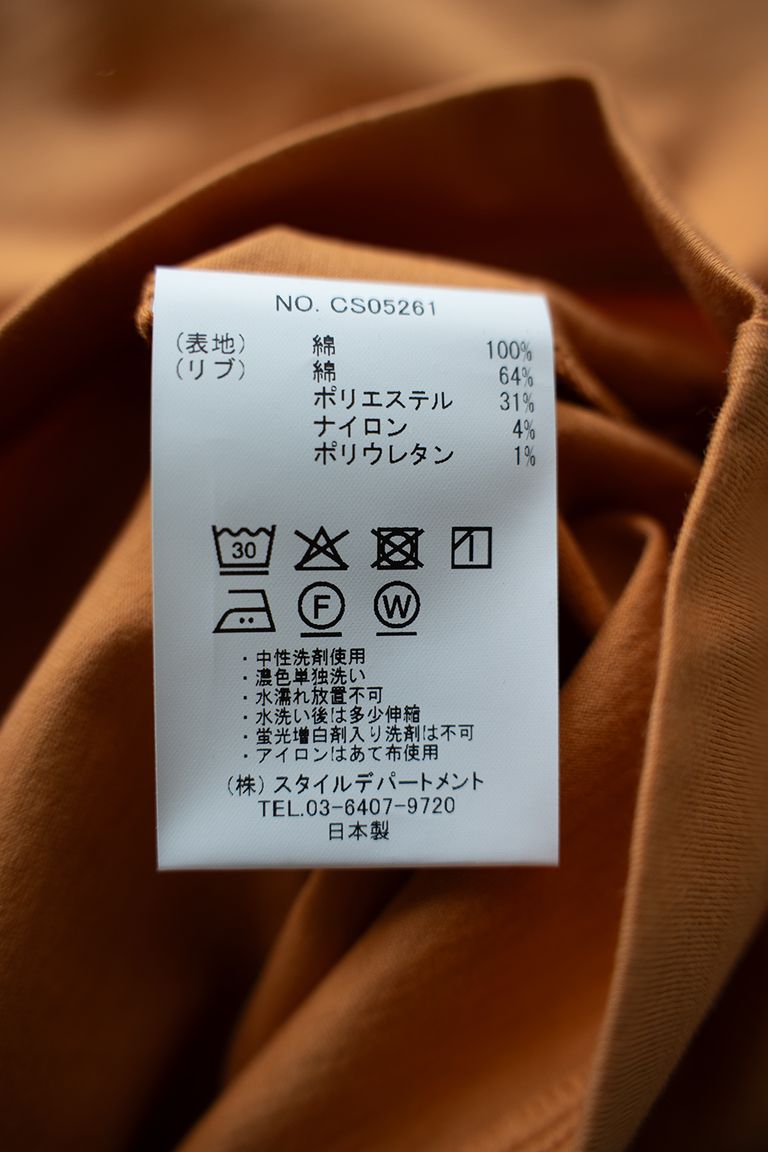 NO. CS05261
(表地) 綿 100%
(リブ) 綿 64%
ポリエステル 31%
ナイロン 4%
ポリウレタン 1%
30
F W
・中性洗剤使用
・濃色単独洗い
・水濡れ放置不可
・水洗い後は多少伸縮
・蛍光増白剤入り洗剤は不可
・アイロンはあて布使用
(株) スタイルデパートメント
TEL.03-6407-9720
日本製